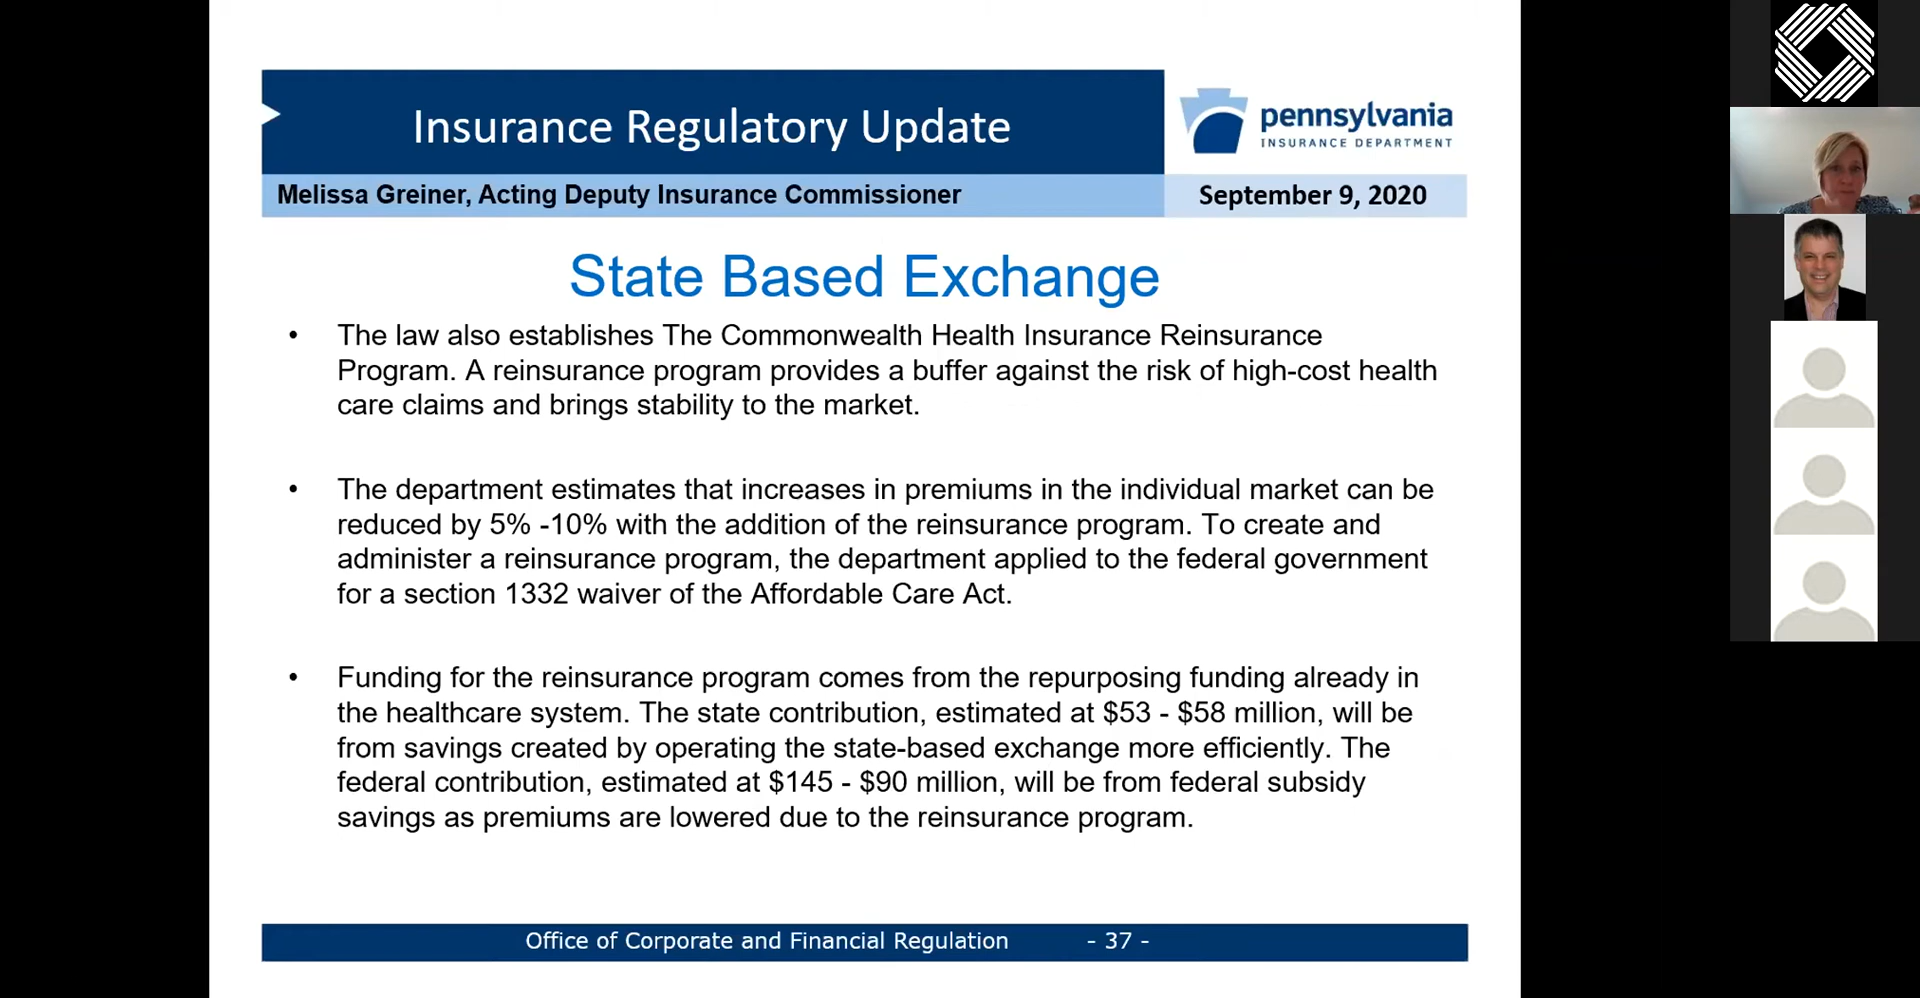 Insurance Regulatory Update
pennsylvania
INSURANCE DEPARTMENT
Melissa Greiner, Acting Deputy Insurance Commissioner
September 9, 2020
State Based Exchange
• The law also establishes The Commonwealth Health Insurance Reinsurance
Program. A reinsurance program provides a buffer against the risk of high-cost health
care claims and brings stability to the market.
• The department estimates that increases in premiums in the individual market can be
reduced by 5% -10% with the addition of the reinsurance program. To create and
administer a reinsurance program, the department applied to the federal government
for a section 1332 waiver of the Affordable Care Act.
• Funding for the reinsurance program comes from the repurposing funding already in
the healthcare system. The state contribution, estimated at $53 - $58 million, will be
from savings created by operating the state-based exchange more efficiently. The
federal contribution, estimated at $145 - $90 million, will be from federal subsidy
savings as premiums are lowered due to the reinsurance program.
Office of Corporate and Financial Regulation - 37 -